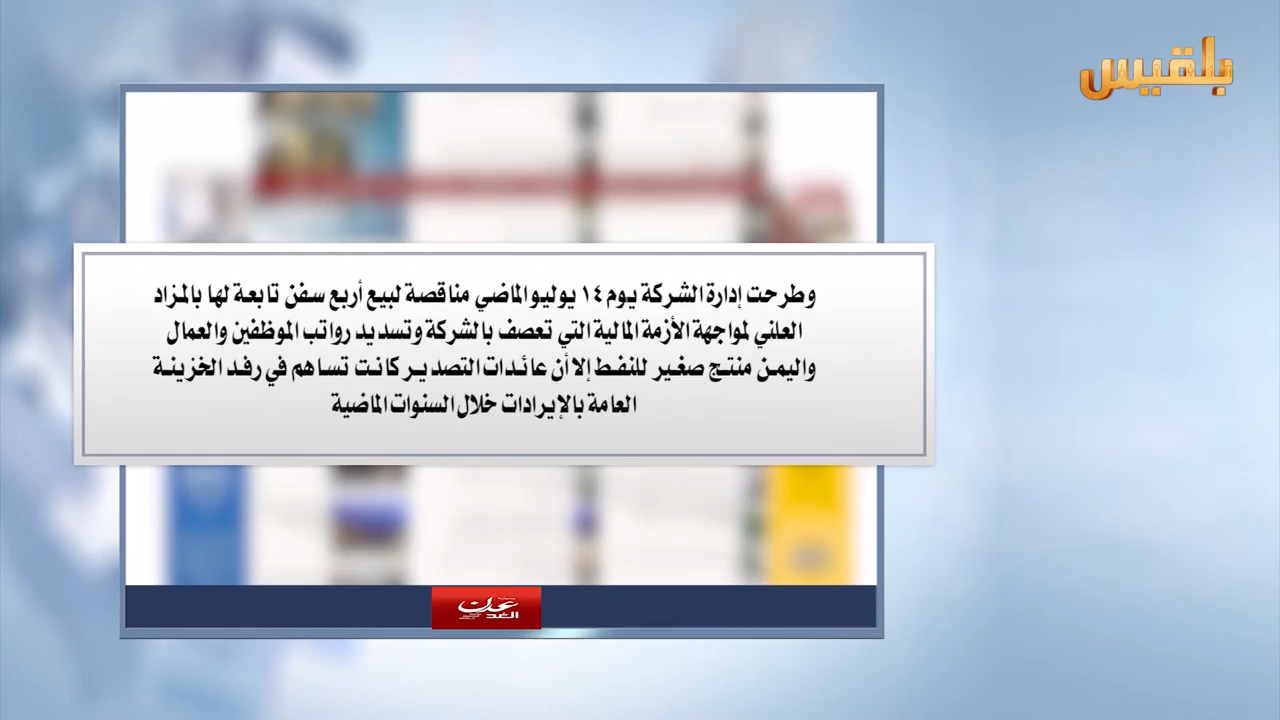 بلقيس
وطرحت إدارة الشركة يوم ١٤ يوليو الماضي مناقصة لبيع أربع سفن تابعة لها بالمزاد
العلني لمواجهة الأزمة المالية التي تعصف بالشركة وتسديد رواتب الموظفين والعمال
واليمن منتج صغير للنفط إلا أن عائدات التصدير كانت تساهم في رفد الخزينة
العامة بالإيرادات خلال السنوات الماضية
عدن
الغد